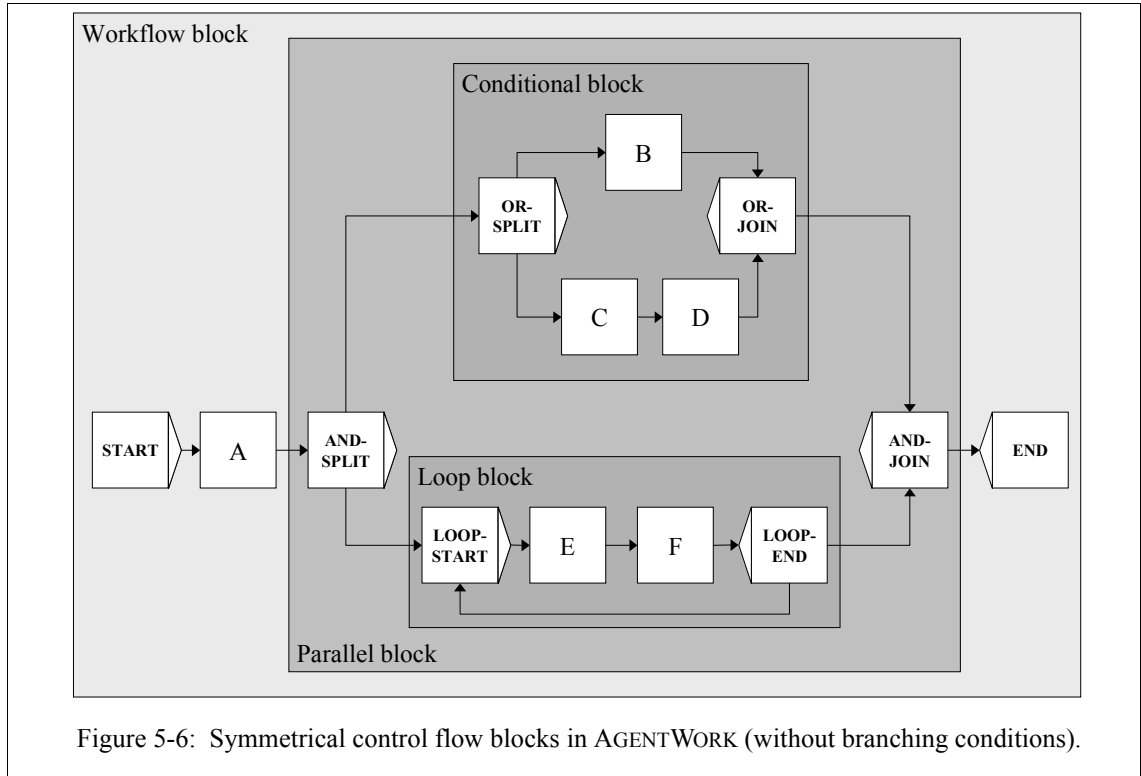 Workflow block
Conditional block
B
OR-
SPLIT
OR-
JOIN
C
D
START
A
AND-
SPLIT
AND-
JOIN
END
Loop block
LOOP-
START
E
F
LOOP-
END
Parallel block
Figure 5-6: Symmetrical control flow blocks in AGENTWORK (without branching conditions).